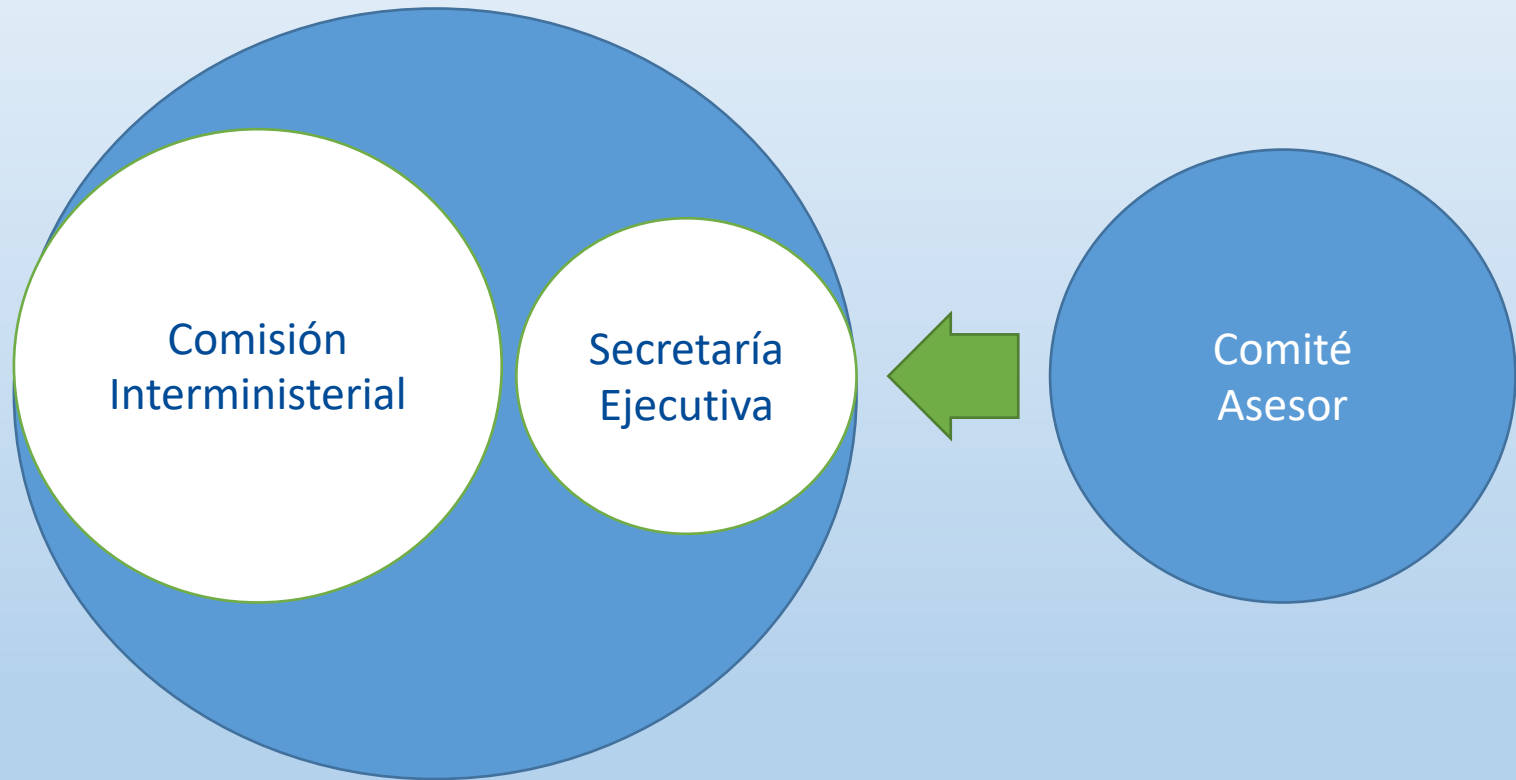 Comisión
Interministerial
Secretaría
Ejecutiva
Comité
Asesor